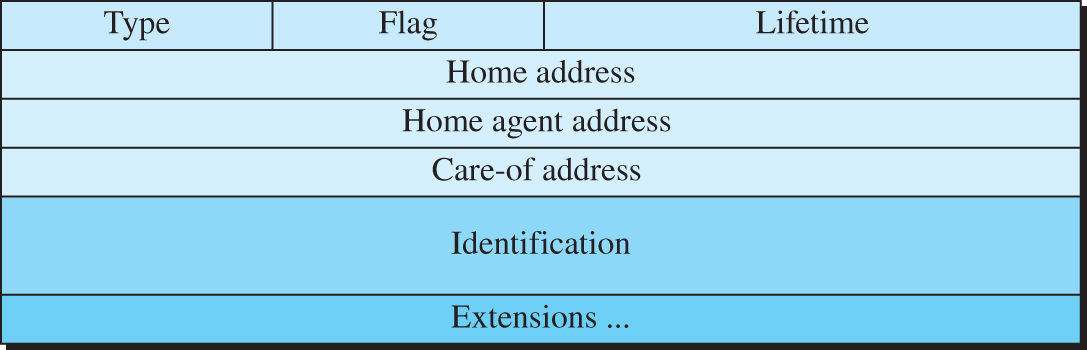 Type Flag Lifetime
Home address
Home agent address
Care-of address
Identification
Extensions ...